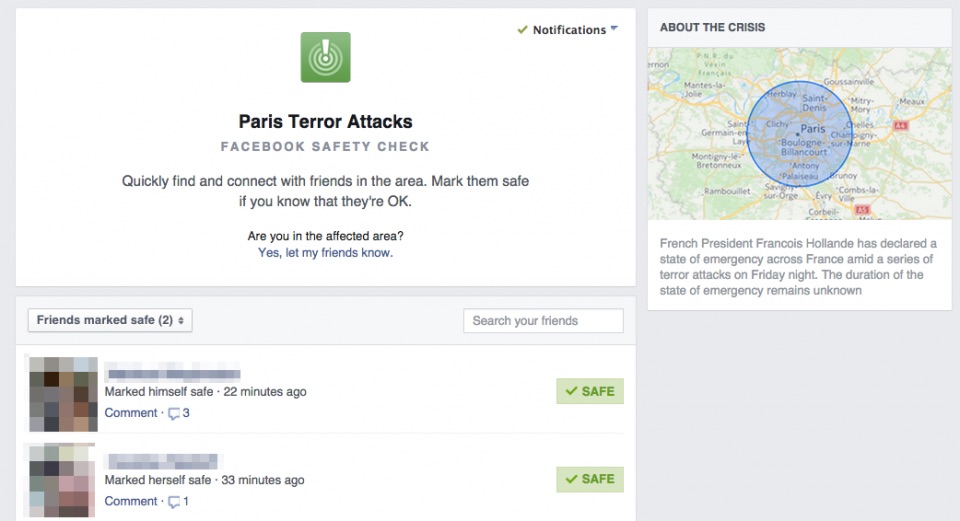 Notifications
Paris Terror Attacks
FACEBOOK SAFETY CHECK
Quickly find and connect with friends in the area. Mark them safe
if you know that they're OK.
Are you in the affected area?
Yes, let my friends know.
Friends marked safe (2)
Search your friends
Marked himself safe · 22 minutes ago
SAFE
Comment · 3
Marked herself safe · 33 minutes ago
SAFE
Comment · 1
ABOUT THE CRISIS
P.N.R. du
Vexin
Français
Mantes-la-
Jolie
Goussainville
Herblay
Saint-
Denis
Mitry-
Mory
Meaux
Saint-
Germain-en-
Laye
Clichy
Paris
Chelles
Champs-
sur-Marne
A4
Boulogne-
Billancourt
Montigny-le-
Bretonneux
Antony
Palaiseau
Brunoy
Rambouillet
Savigny-
sur-Orge
Évry
Combs-la-
Ville
Corbeil-
A5
French President Francois Hollande has declared a
state of emergency across France amid a series of
terror attacks on Friday night. The duration of the
state of emergency remains unknown